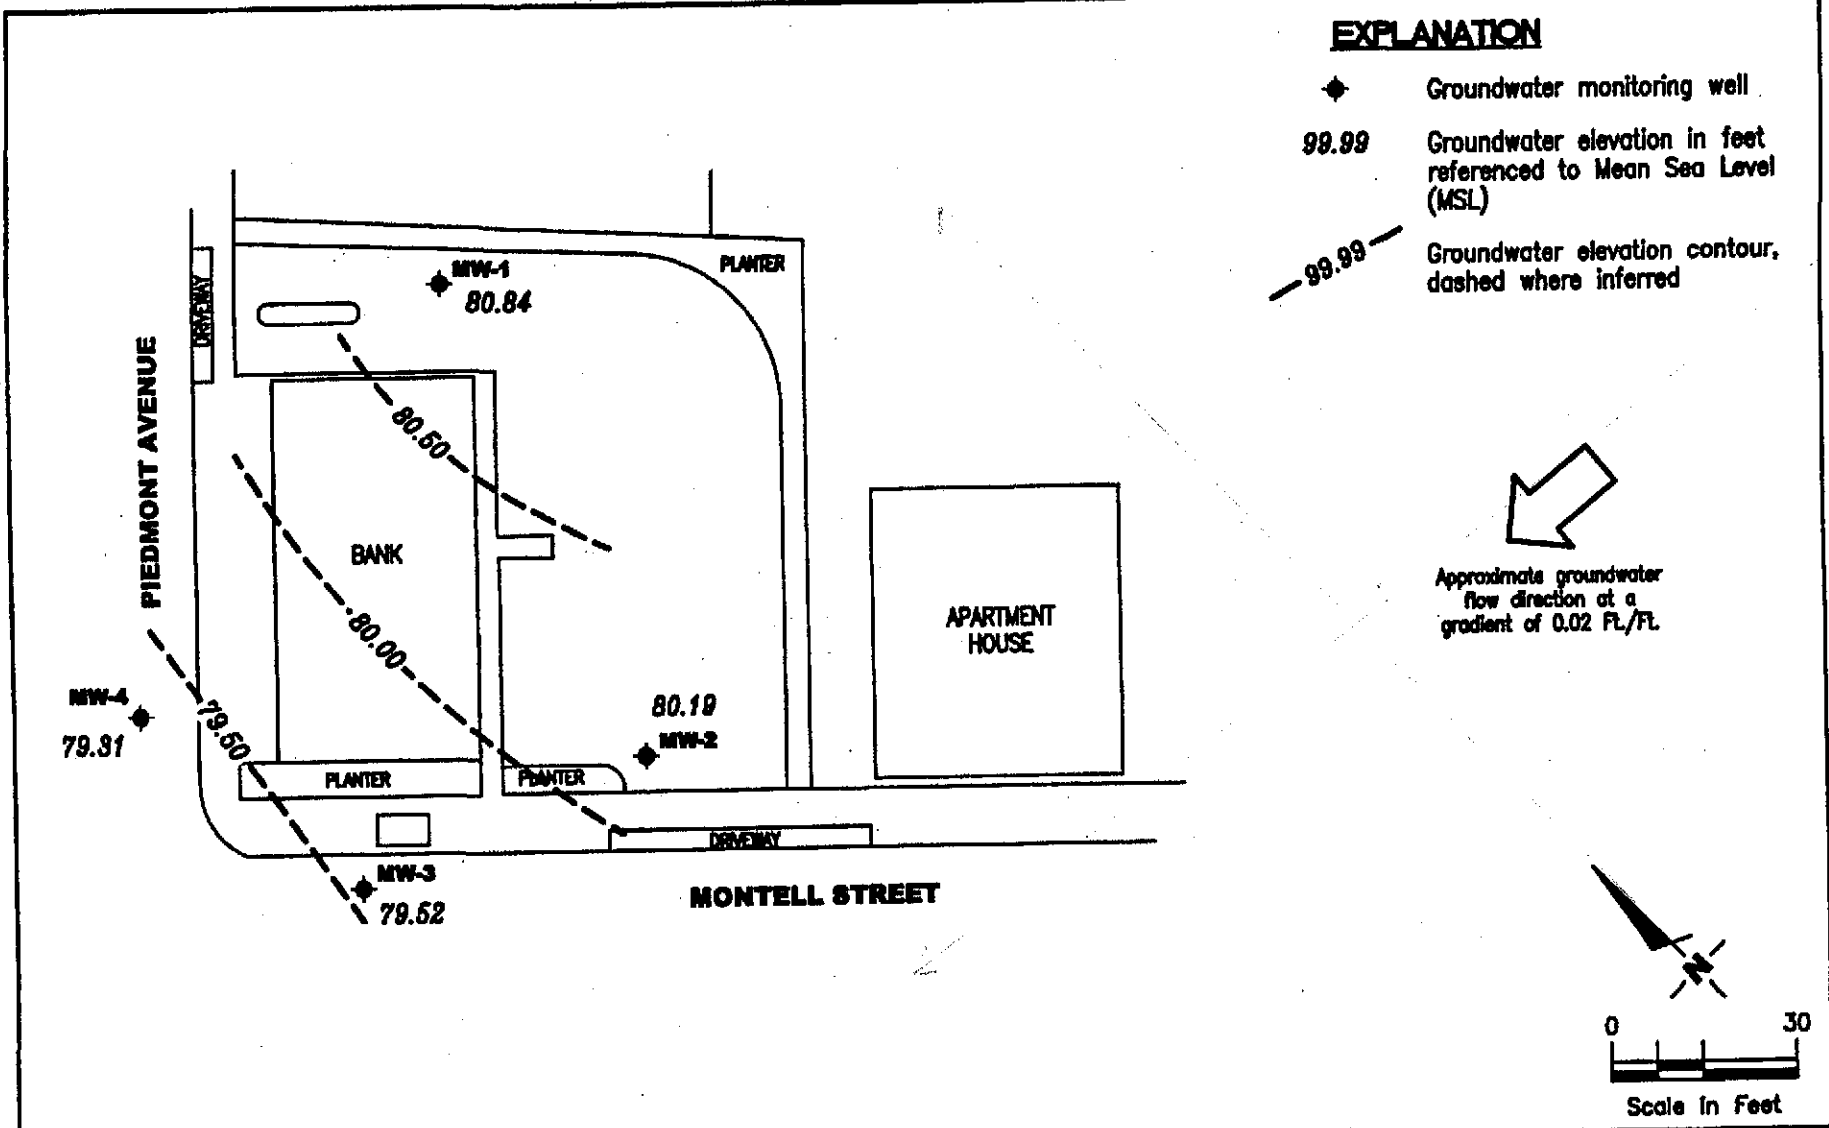 EXPLANATION
Groundwater monitoring well
99.99
Groundwater elevation in feet
referenced to Mean Sea Level
(MSL)
99.99
Groundwater elevation contour,
dashed where inferred
PLANTER
MW-1
80.84
DRIVEWAY
PIEDMONT AVENUE
80.50
BANK
80.00
APARTMENT
HOUSE
Approximate groundwater
flow direction at a
gradient of 0.02 Ft./Ft.
MW-4
79.31
79.50
80.19
MW-2
PLANTER
PLANTER
DRIVEWAY
MW-3
79.52
MONTELL STREET
N
0 30
Scale in Feet